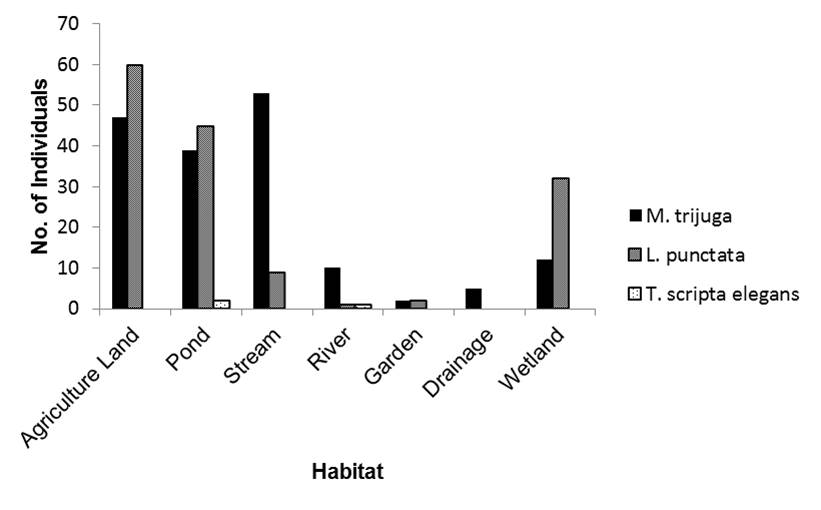 70
60
50
40
30
20
10
0
No. of Individuals
Agriculture Land
Pond
Stream
River
Garden
Drainage
Wetland
Habitat
M. trijuga
L. punctata
T. scripta elegans